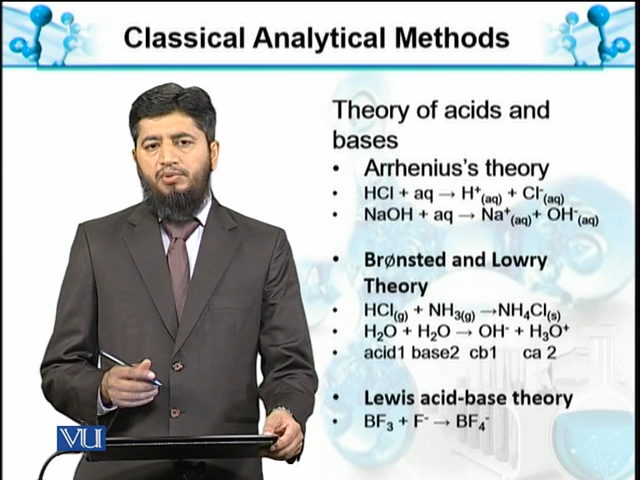 Classical Analytical Methods
Theory of acids and
bases
• Arrhenius's theory
• HCl + aq → H⁺(aq) + Cl⁻(aq)
• NaOH + aq → Na⁺(aq)+ OH⁻(aq)
• Brønsted and Lowry
Theory
• HCl(g) + NH₃(g) →NH₄Cl(s)
• H₂O + H₂O → OH⁻ + H₃O⁺
• acid1 base2 cb1 ca 2
• Lewis acid-base theory
• BF₃ + F⁻ → BF₄⁻
VU